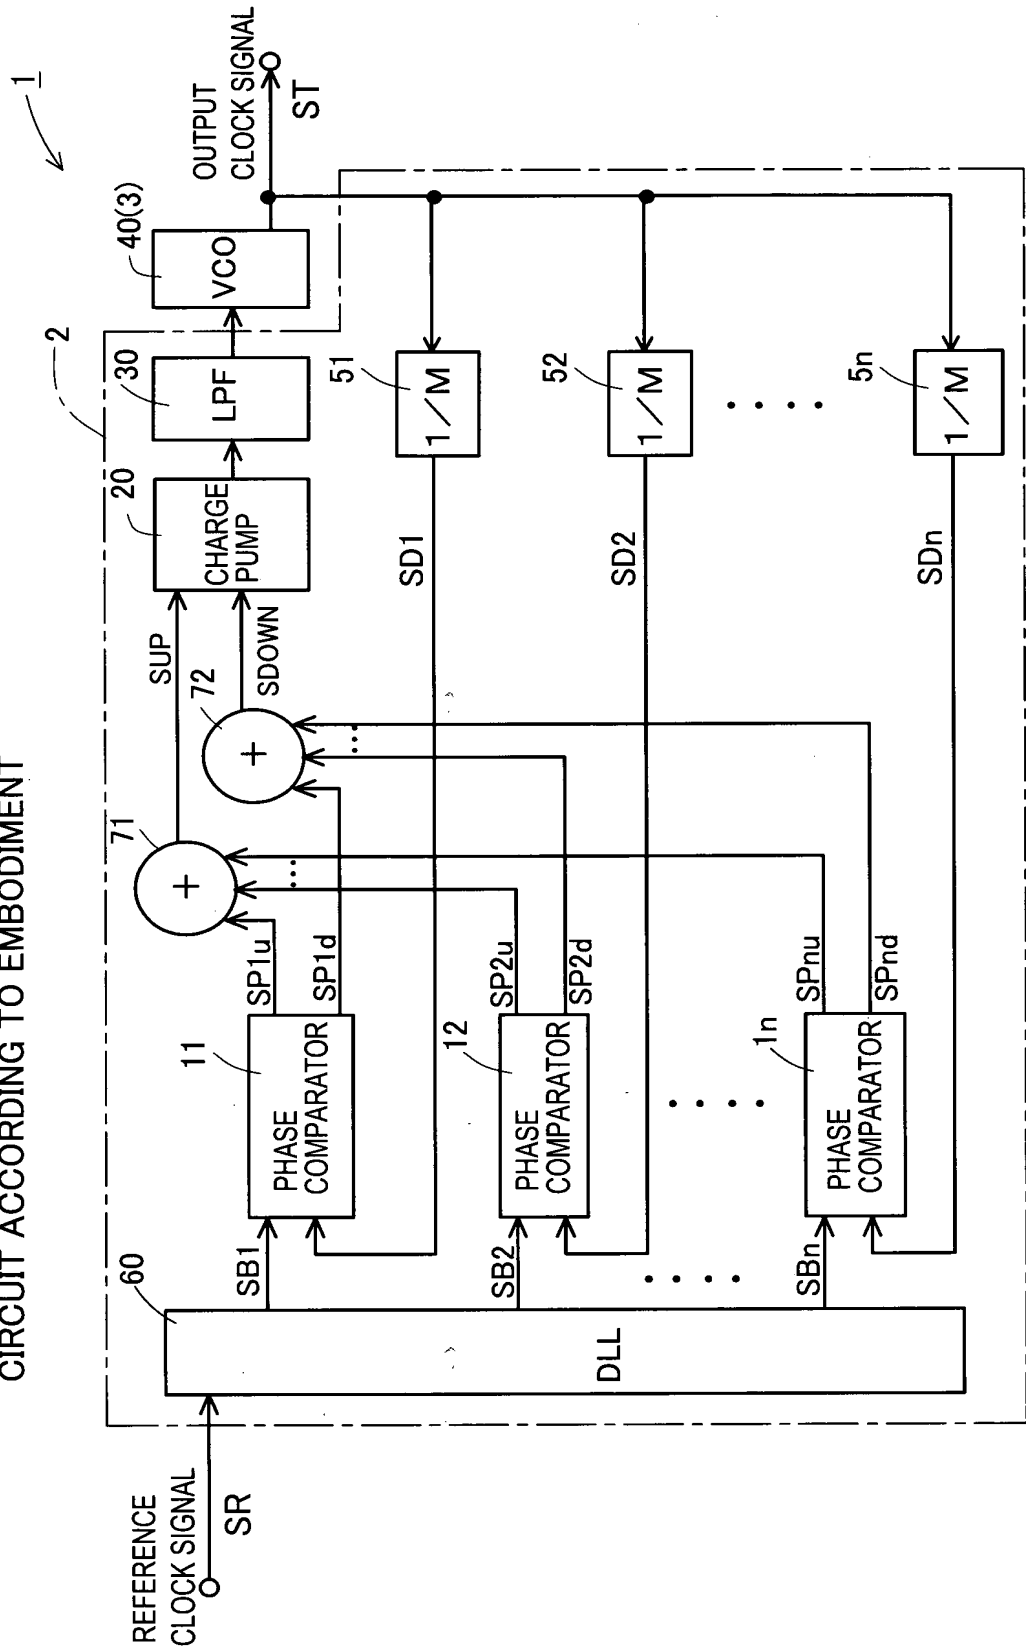 CIRCUIT ACCORDING TO EMBODIMENT
1
2
REFERENCE
CLOCK SIGNAL
SR
60
DLL
SB1
SB2
SBn
11
PHASE
COMPARATOR
12
PHASE
COMPARATOR
1n
PHASE
COMPARATOR
SP1u
SP1d
SP2u
SP2d
SPnu
SPnd
71
+
72
+
SUP
SDOWN
20
CHARGE
PUMP
30
LPF
40(3)
VCO
OUTPUT
CLOCK SIGNAL
ST
SD1
SD2
SDn
51
1/M
52
1/M
5n
1/M